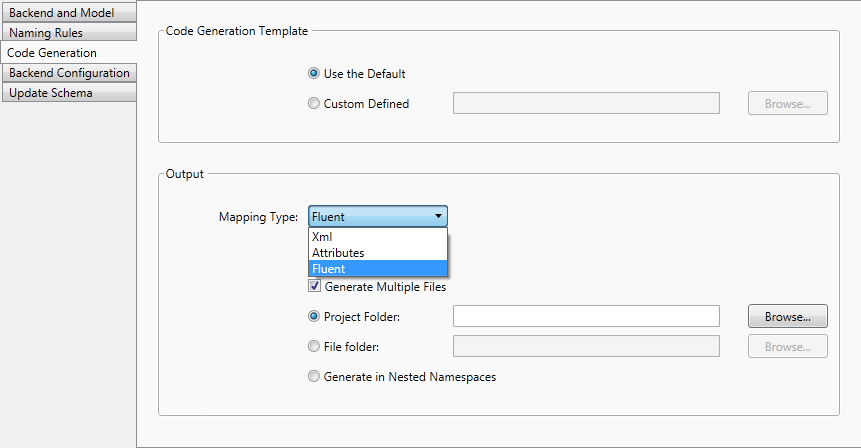 Backend and Model
Naming Rules
Code Generation
Backend Configuration
Update Schema
Code Generation Template
Use the Default
Custom Defined
Browse...
Output
Mapping Type:
Fluent
Xml
Attributes
Fluent
Generate Multiple Files
Project Folder:
Browse...
File folder:
Browse...
Generate in Nested Namespaces